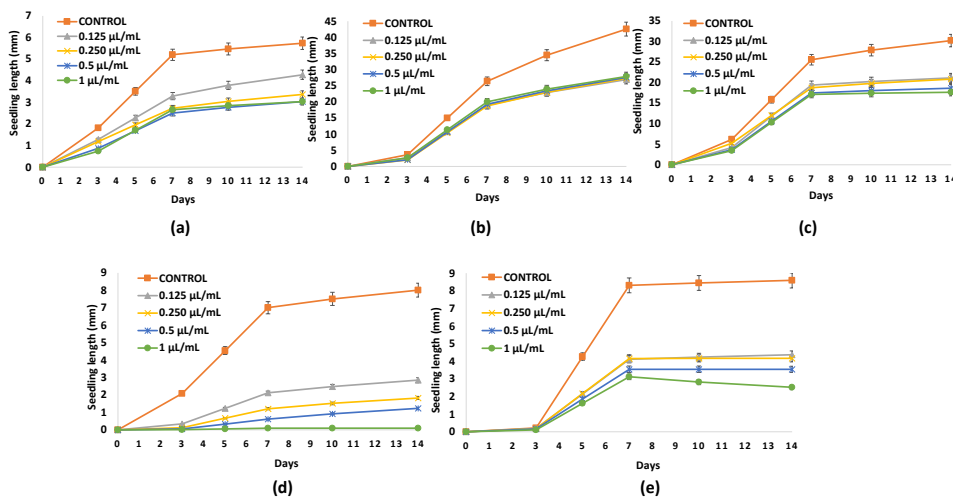 7
6
5
4
3
2
1
0
Seedling length (mm)
CONTROL
0.125 µL/mL
0.250 µL/mL
0.5 µL/mL
1 µL/mL
0 1 2 3 4 5 6 7 8 9 10 11 12 13 14
Days
(a)
45
40
35
30
25
20
15
10
5
0
Seedling length (mm)
CONTROL
0.125 µL/mL
0.250 µL/mL
0.5 µL/mL
1 µL/mL
0 1 2 3 4 5 6 7 8 9 10 11 12 13 14
Days
(b)
35
30
25
20
15
10
5
0
Seedling length (mm)
CONTROL
0.125 µL/mL
0.250 µL/mL
0.5 µL/mL
1 µL/mL
0 1 2 3 4 5 6 7 8 9 10 11 12 13 14
Days
(c)
9
8
7
6
5
4
3
2
1
0
Seedling length (mm)
CONTROL
0.125 µL/mL
0.250 µL/mL
0.5 µL/mL
1 µL/mL
0 1 2 3 4 5 6 7 8 9 10 11 12 13 14
Days
(d)
9
8
7
6
5
4
3
2
1
0
Seedling length (mm)
CONTROL
0.125 µL/mL
0.250 µL/mL
0.5 µL/mL
1 µL/mL
0 1 2 3 4 5 6 7 8 9 10 11 12 13 14
Days
(e)